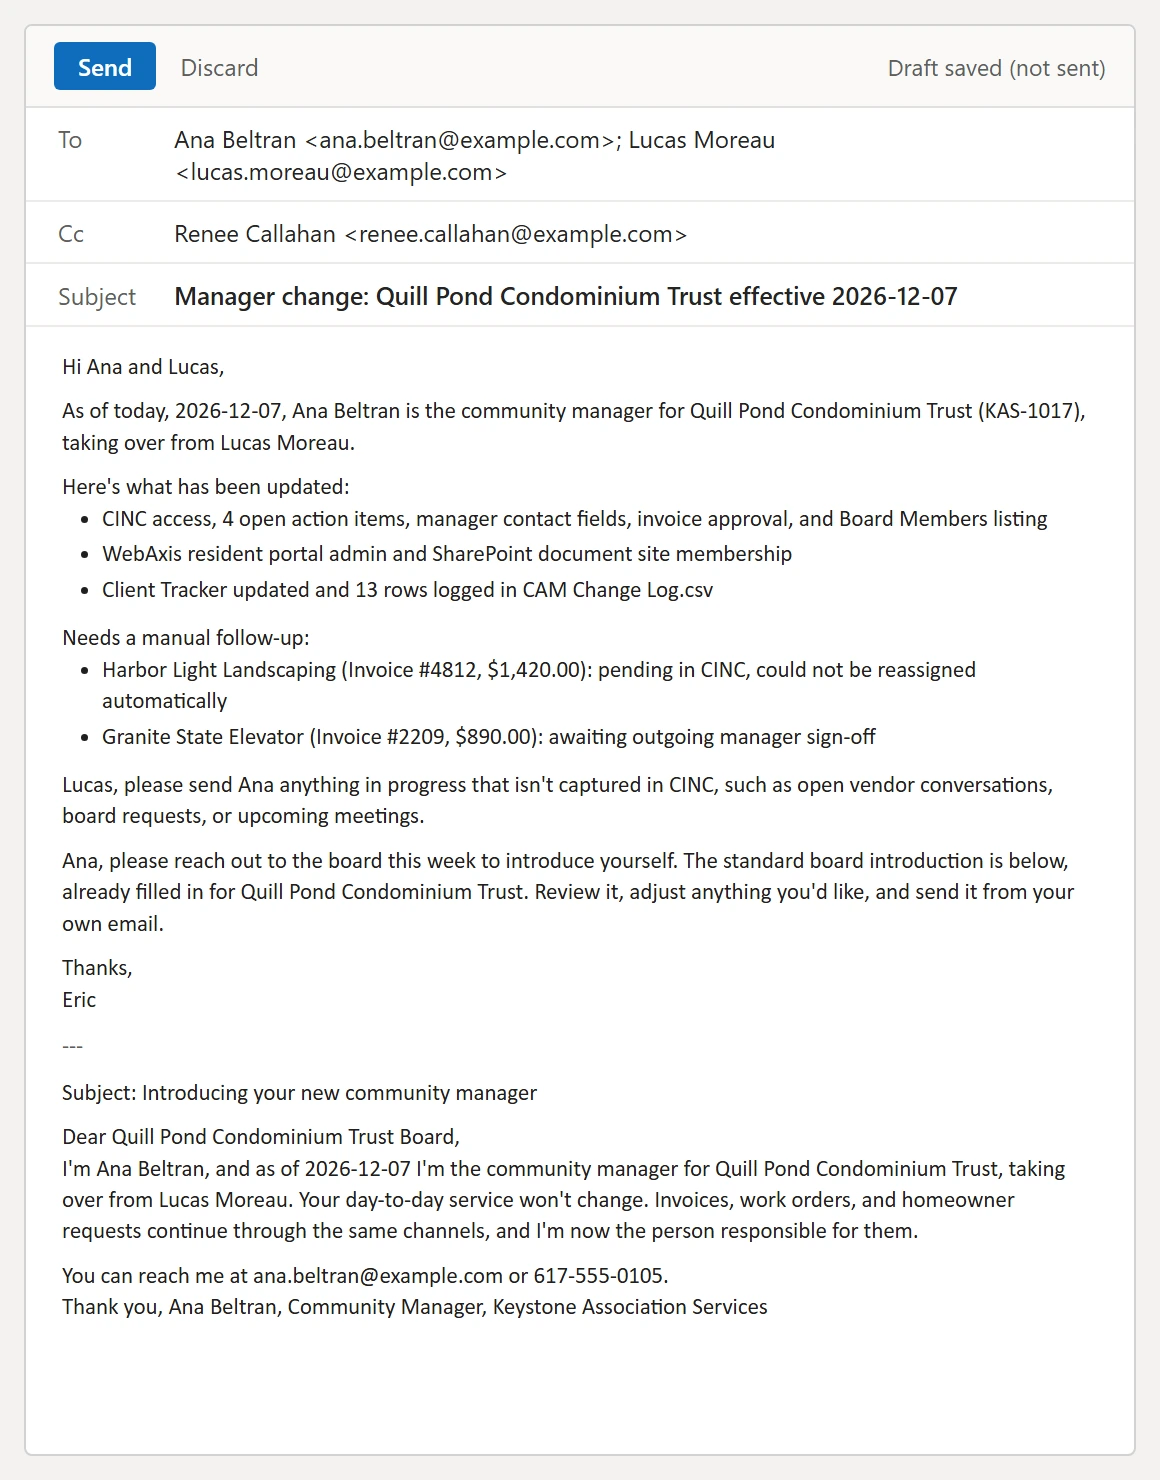 Send Discard Draft saved (not sent)
To Ana Beltran <ana.beltran@example.com>; Lucas Moreau
<lucas.moreau@example.com>
Cc Renee Callahan <renee.callahan@example.com>
Subject Manager change: Quill Pond Condominium Trust effective 2026-12-07
Hi Ana and Lucas,
As of today, 2026-12-07, Ana Beltran is the community manager for Quill Pond Condominium Trust (KAS-1017),
taking over from Lucas Moreau.
Here's what has been updated:
• CINC access, 4 open action items, manager contact fields, invoice approval, and Board Members listing
• WebAxis resident portal admin and SharePoint document site membership
• Client Tracker updated and 13 rows logged in CAM Change Log.csv
Needs a manual follow-up:
• Harbor Light Landscaping (Invoice #4812, $1,420.00): pending in CINC, could not be reassigned
automatically
• Granite State Elevator (Invoice #2209, $890.00): awaiting outgoing manager sign-off
Lucas, please send Ana anything in progress that isn't captured in CINC, such as open vendor conversations,
board requests, or upcoming meetings.
Ana, please reach out to the board this week to introduce yourself. The standard board introduction is below,
already filled in for Quill Pond Condominium Trust. Review it, adjust anything you'd like, and send it from your
own email.
Thanks,
Eric
---
Subject: Introducing your new community manager
Dear Quill Pond Condominium Trust Board,
I'm Ana Beltran, and as of 2026-12-07 I'm the community manager for Quill Pond Condominium Trust, taking
over from Lucas Moreau. Your day-to-day service won't change. Invoices, work orders, and homeowner
requests continue through the same channels, and I'm now the person responsible for them.
You can reach me at ana.beltran@example.com or 617-555-0105.
Thank you, Ana Beltran, Community Manager, Keystone Association Services